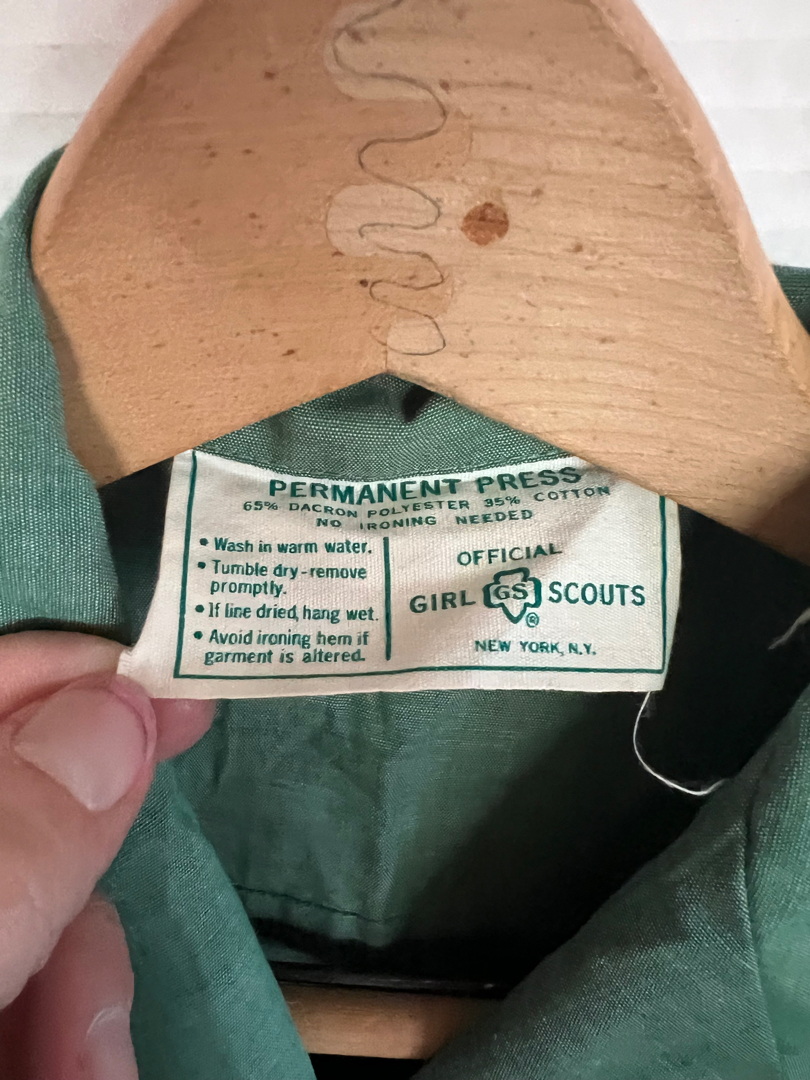 PERMANENT PRESS
65% DACRON POLYESTER 35% COTTON
NO IRONING NEEDED
• Wash in warm water.
• Tumble dry-remove
promptly.
• If line dried, hang wet.
• Avoid ironing hem if
garment is altered.
OFFICIAL
GIRL GS SCOUTS
®
NEW YORK, N.Y.